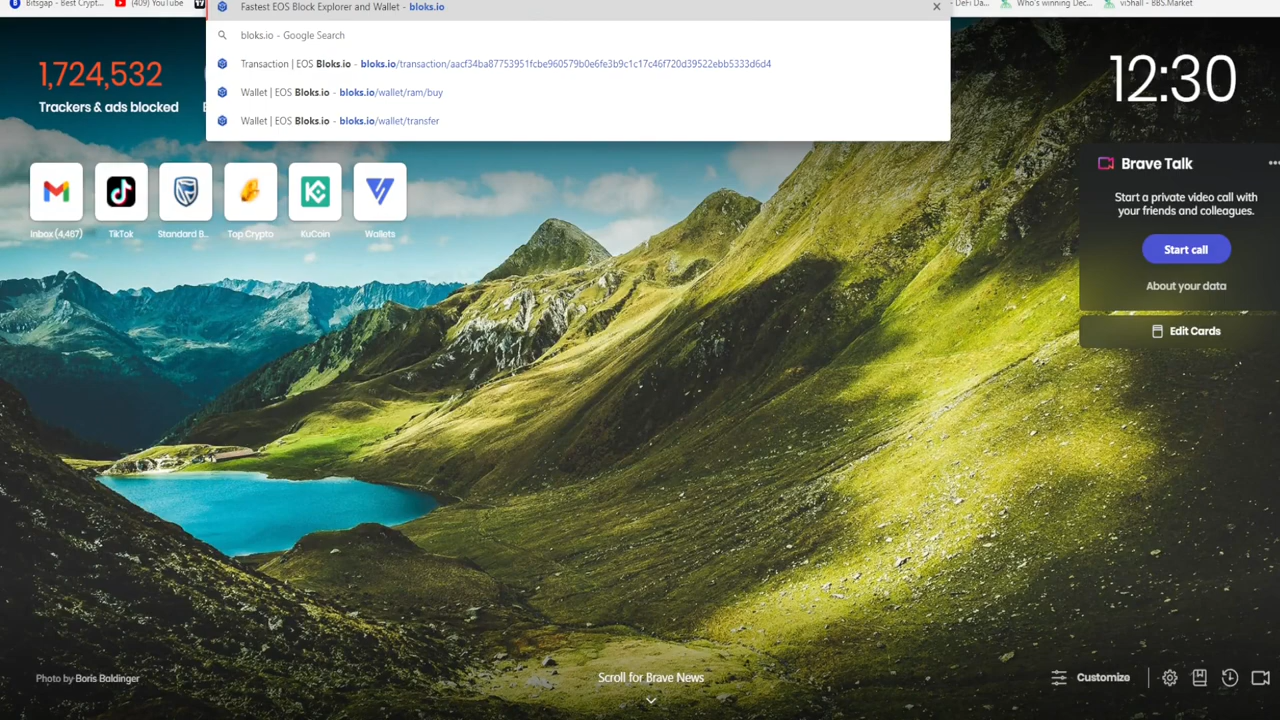 Bitsgap - Best Crypt...
(409) YouTube
DeFi Da...
Who's winning Dec...
viShall - BBS.Market
Fastest EOS Block Explorer and Wallet - bloks.io
bloks.io - Google Search
Transaction | EOS Bloks.io - bloks.io/transaction/aacf34ba87753951fcbe960579b0e6fe3b9c1c17c46f720d39522ebb5333d6d4
Wallet | EOS Bloks.io - bloks.io/wallet/ram/buy
Wallet | EOS Bloks.io - bloks.io/wallet/transfer
1,724,532
Trackers & ads blocked
12:30
Inbox (4,467)
TikTok
Standard B...
Top Crypto
KuCoin
Wallets
Brave Talk
Start a private video call with
your friends and colleagues.
Start call
About your data
Edit Cards
Photo by Boris Baldinger
Scroll for Brave News
Customize